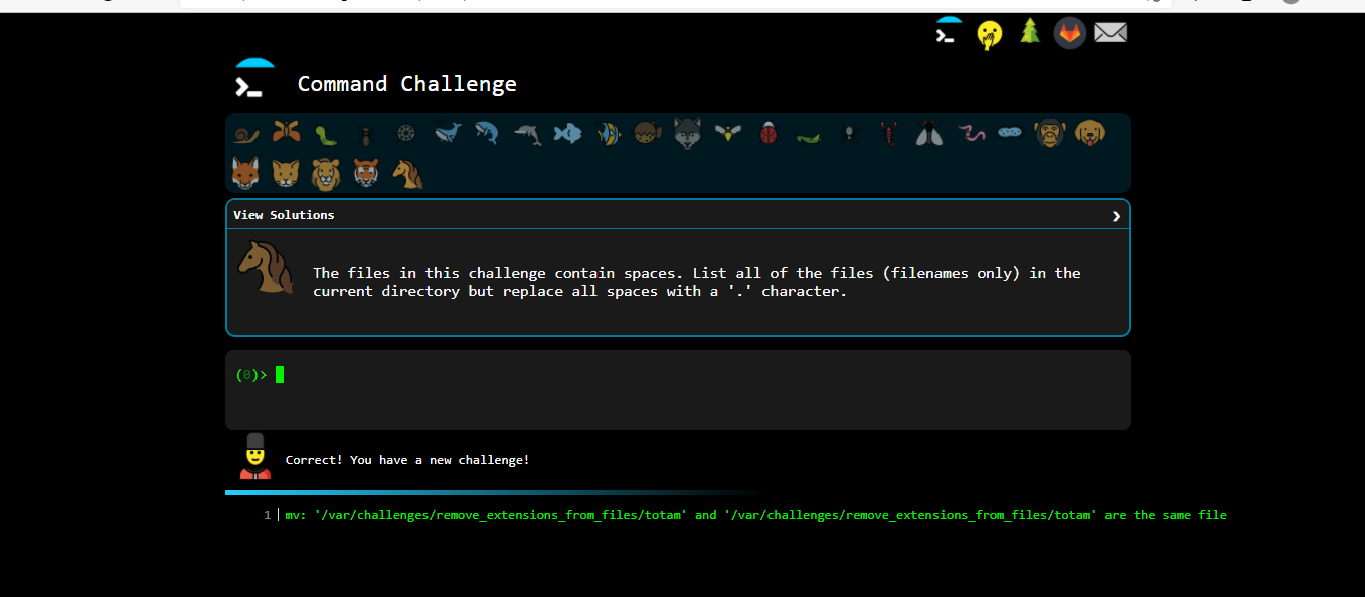 Command Challenge
View Solutions
The files in this challenge contain spaces. List all of the files (filenames only) in the
current directory but replace all spaces with a '.' character.
(0)>
Correct! You have a new challenge!
1 mv: '/var/challenges/remove_extensions_from_files/totam' and '/var/challenges/remove_extensions_from_files/totam' are the same file